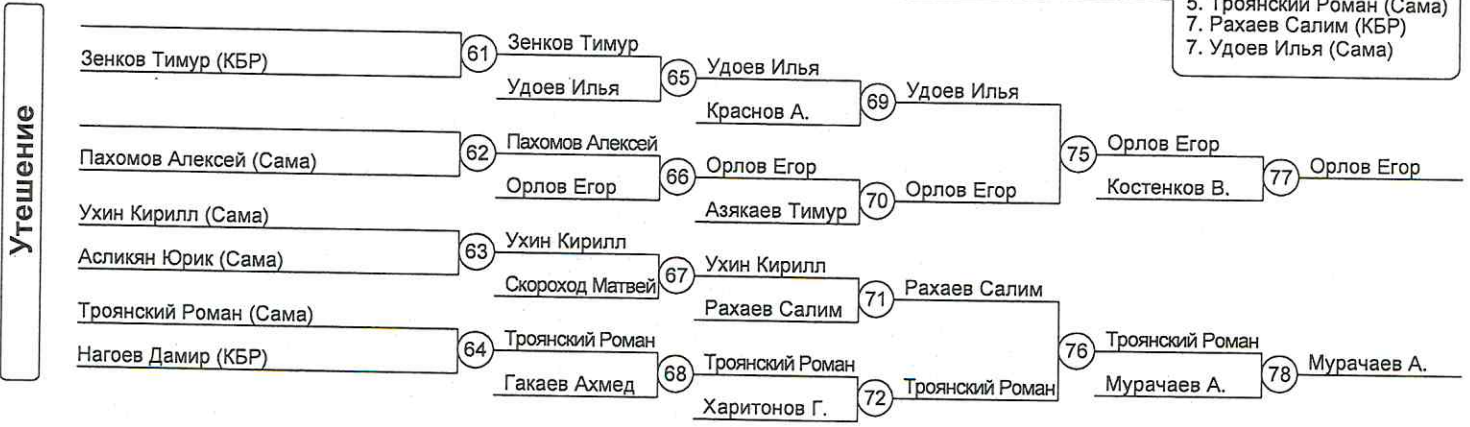 5. Троянский Роман (Сама)
7. Рахаев Салим (КБР)
7. Удоев Илья (Сама)
Утешение
Зенков Тимур (КБР)
61
Зенков Тимур
Удоев Илья
65
Удоев Илья
Краснов А.
69
Удоев Илья
Пахомов Алексей (Сама)
62
Пахомов Алексей
Орлов Егор
66
Орлов Егор
Азякаев Тимур
70
Орлов Егор
75
Орлов Егор
Костенков В.
77
Орлов Егор
Ухин Кирилл (Сама)
Асликян Юрик (Сама)
63
Ухин Кирилл
Скороход Матвей
67
Ухин Кирилл
Рахаев Салим
71
Рахаев Салим
Троянский Роман (Сама)
Нагоев Дамир (КБР)
64
Троянский Роман
Гакаев Ахмед
68
Троянский Роман
Харитонов Г.
72
Троянский Роман
76
Троянский Роман
Мурачаев А.
78
Мурачаев А.